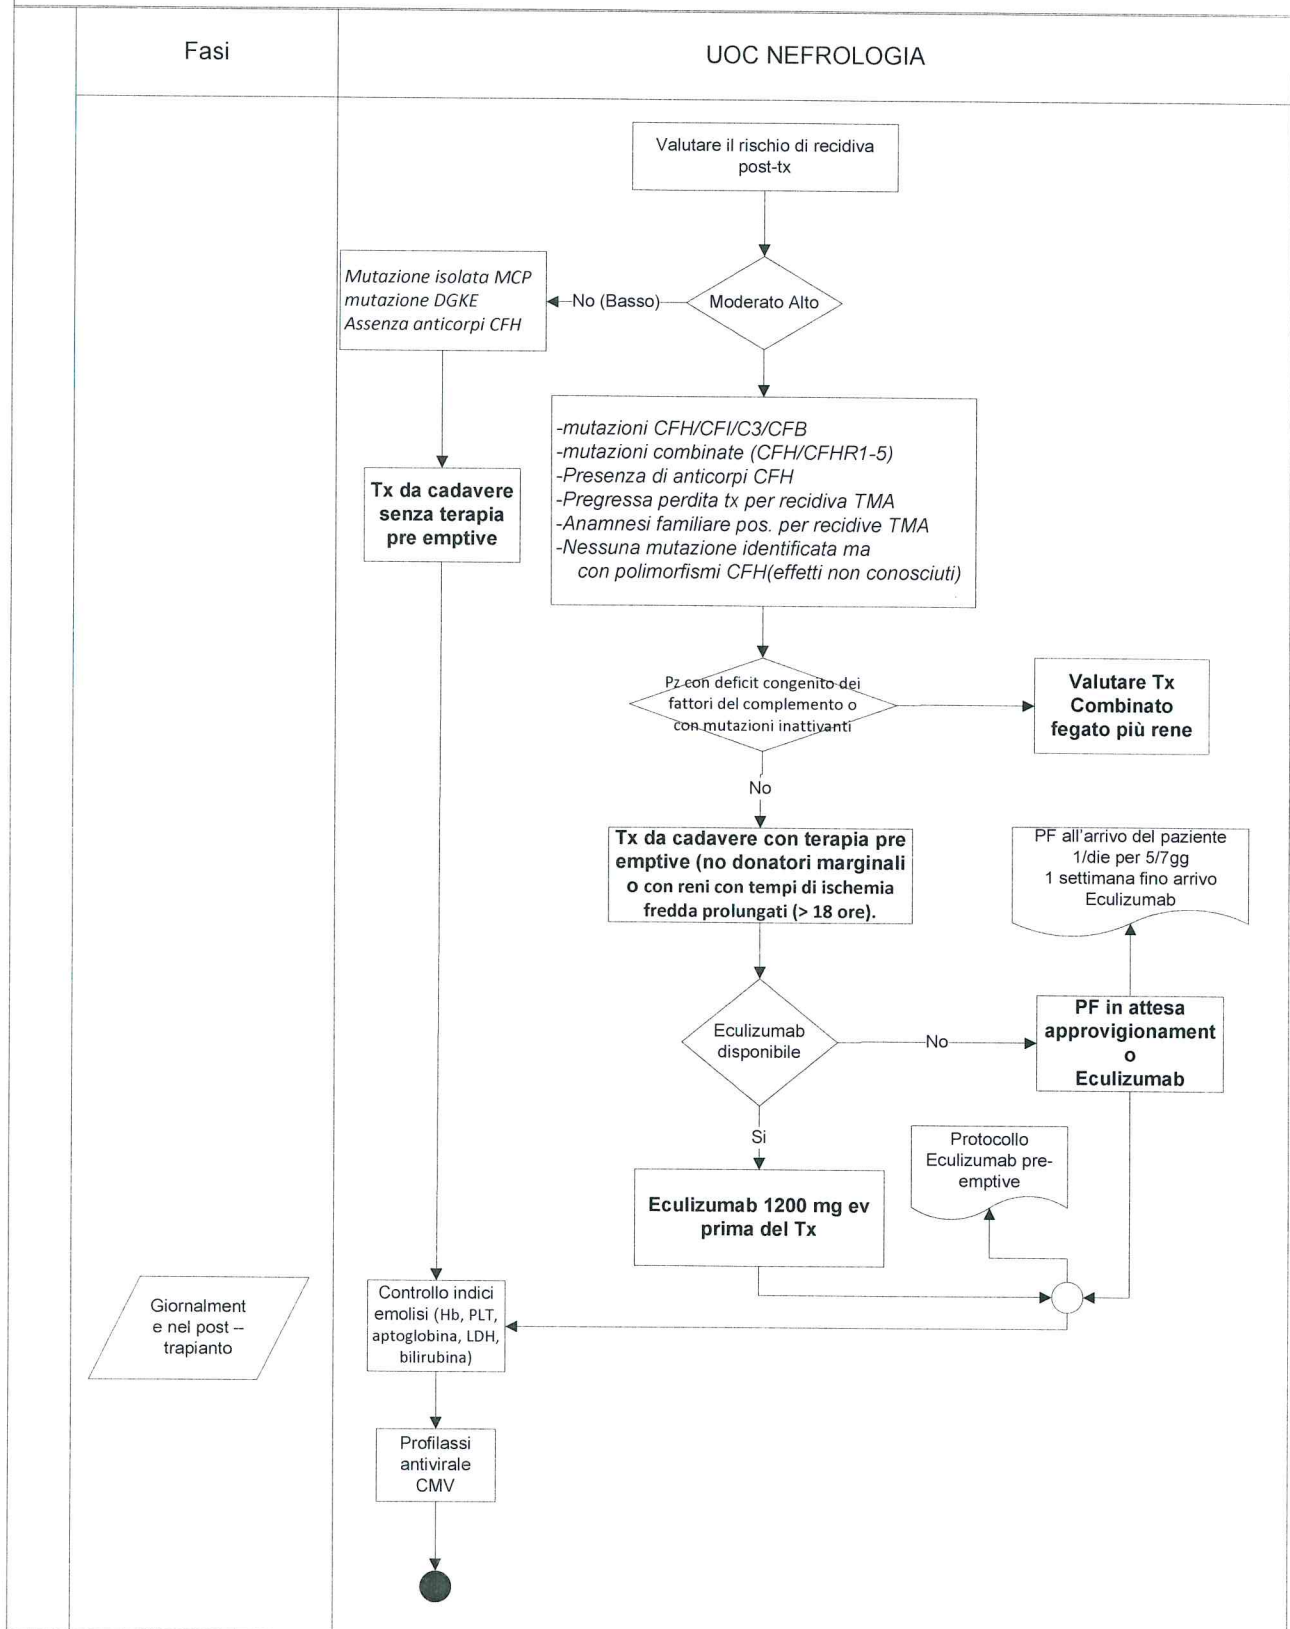 Fasi
UOC NEFROLOGIA
Valutare il rischio di recidiva
post-tx
Moderato Alto
No (Basso)
Mutazione isolata MCP
mutazione DGKE
Assenza anticorpi CFH
-mutazioni CFH/CFI/C3/CFB
-mutazioni combinate (CFH/CFHR1-5)
-Presenza di anticorpi CFH
-Pregressa perdita tx per recidiva TMA
-Anamnesi familiare pos. per recidive TMA
-Nessuna mutazione identificata ma
con polimorfismi CFH(effetti non conosciuti)
Tx da cadavere
senza terapia
pre emptive
Pz con deficit congenito dei
fattori del complemento o
con mutazioni inattivanti
Valutare Tx
Combinato
fegato più rene
No
Tx da cadavere con terapia pre
emptive (no donatori marginali
o con reni con tempi di ischemia
fredda prolungati (> 18 ore).
PF all'arrivo del paziente
1/die per 5/7gg
1 settimana fino arrivo
Eculizumab
Eculizumab
disponibile
No
PF in attesa
approvigionament
o
Eculizumab
Si
Protocollo
Eculizumab pre-
emptive
Eculizumab 1200 mg ev
prima del Tx
Giornalment
e nel post –
trapianto
Controllo indici
emolisi (Hb, PLT,
aptoglobina, LDH,
bilirubina)
Profilassi
antivirale
CMV